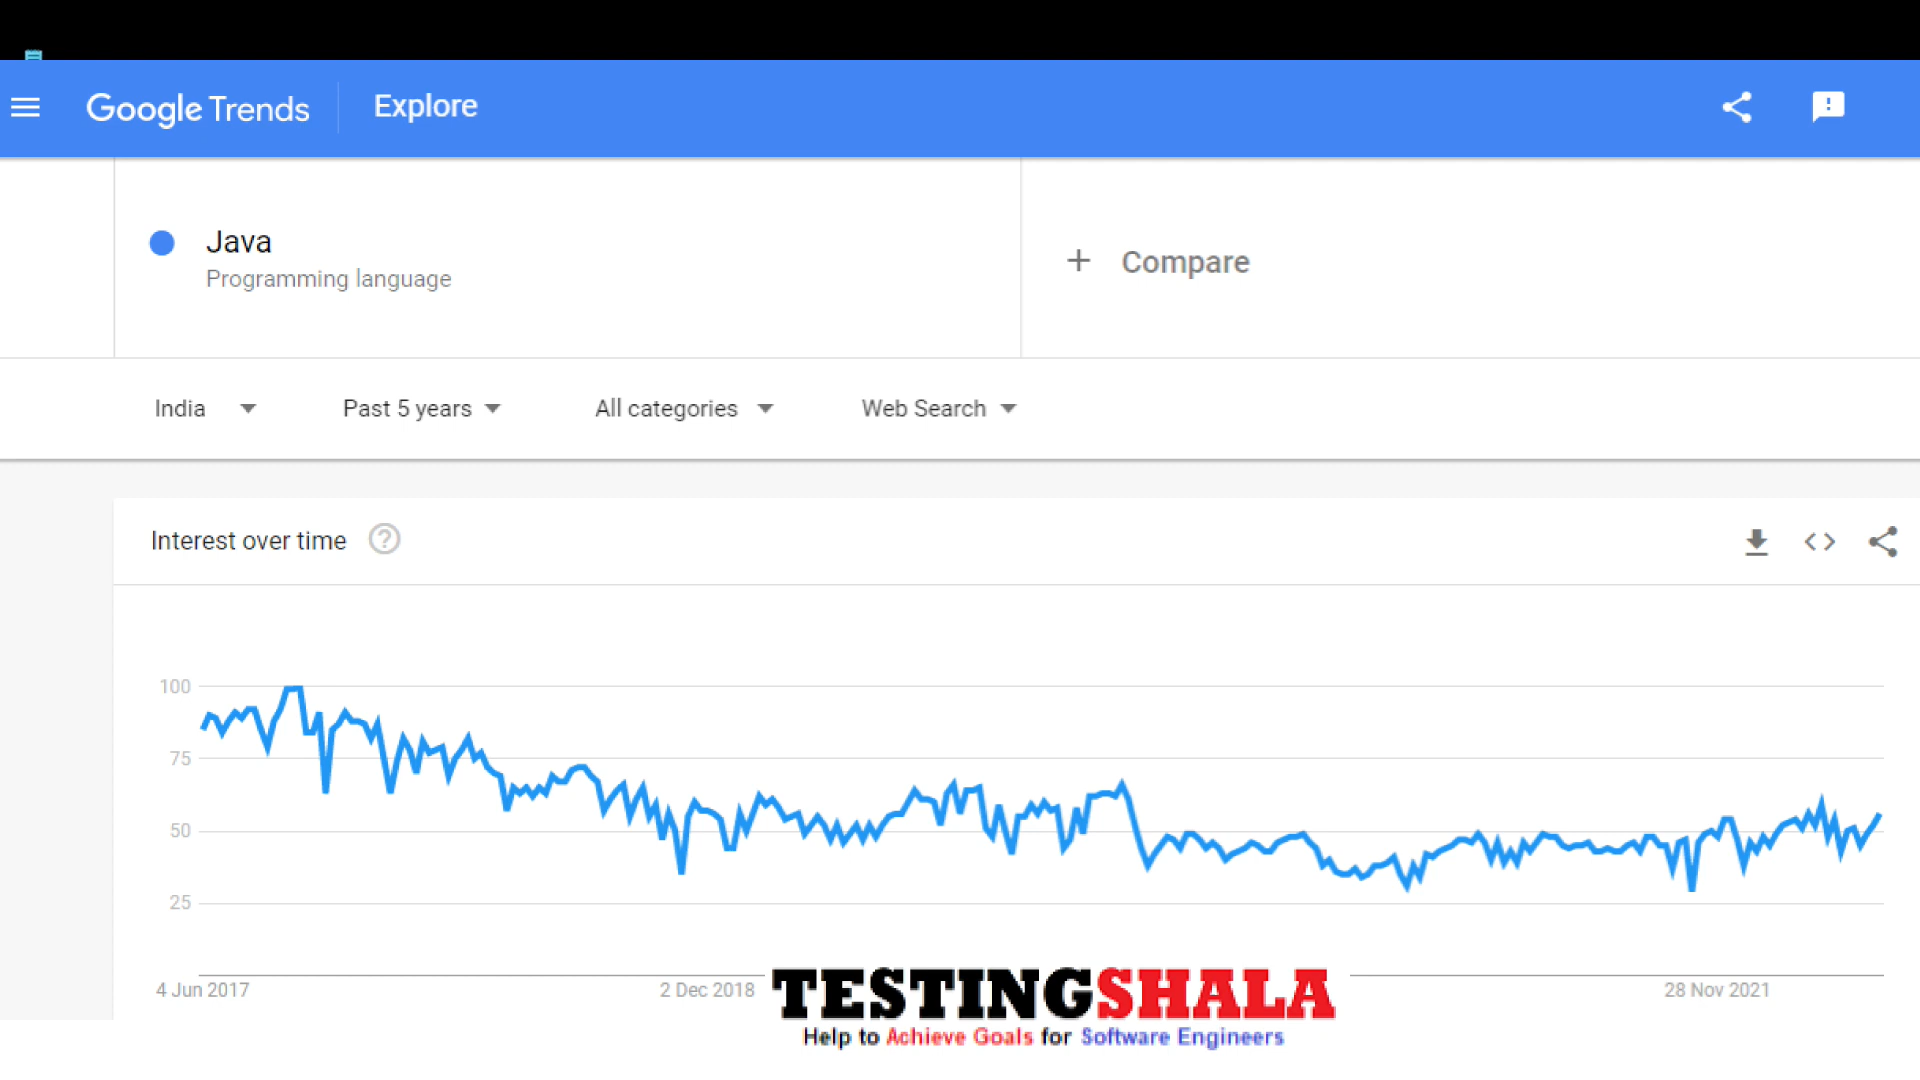 Google Trends Explore
Java
Programming language
+ Compare
India Past 5 years All categories Web Search
Interest over time ?
100
75
50
25
4 Jun 2017 2 Dec 2018 28 Nov 2021
TESTINGSHALA
Help to Achieve Goals for Software Engineers